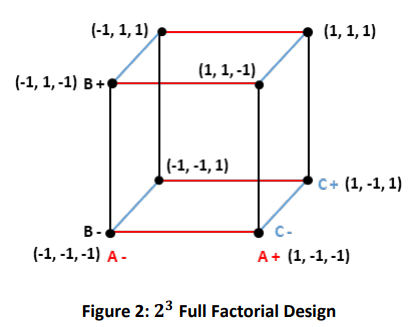 (-1, 1, 1)
(1, 1, 1)
(-1, 1, -1) B+
(1, 1, -1)
(-1, -1, 1)
C+ (1, -1, 1)
B-
C-
(-1, -1, -1) A-
A+ (1, -1, -1)
Figure 2: 2³ Full Factorial Design